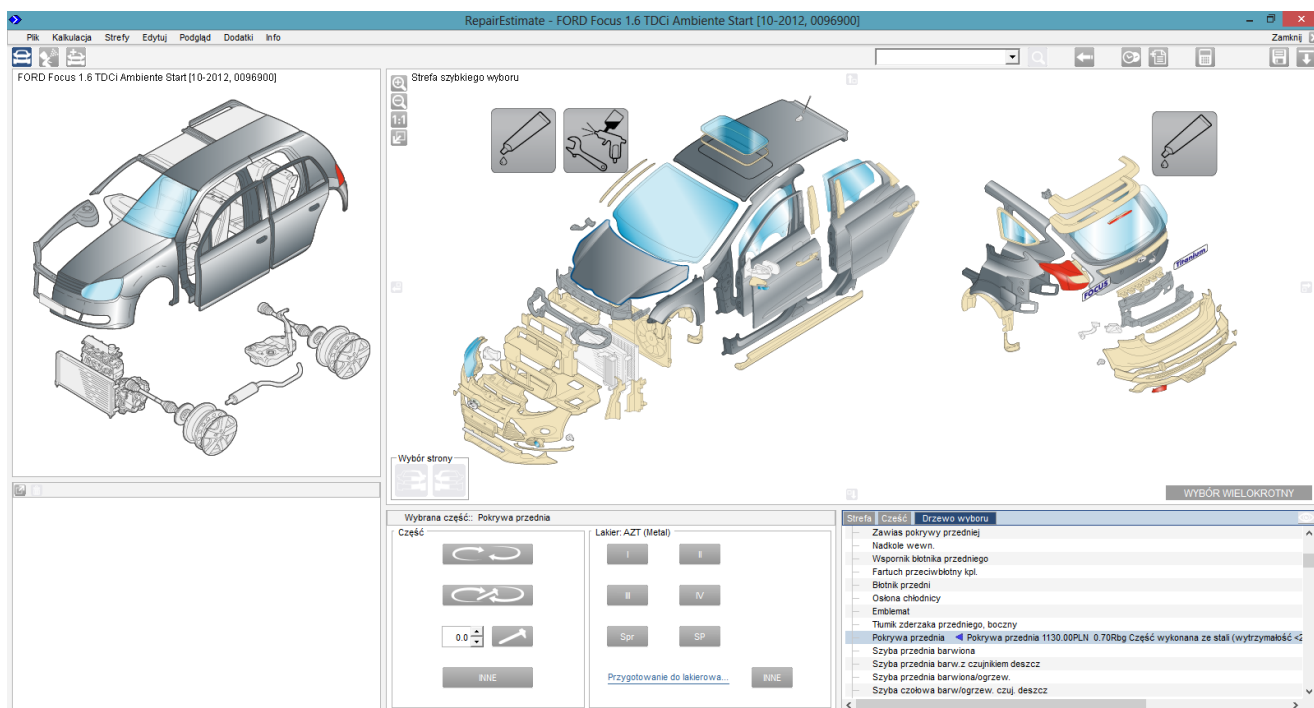 RepairEstimate - FORD Focus 1.6 TDCi Ambiente Start [10-2012, 0096900]
Plik Kalkulacja Strefy Edytuj Podgląd Dodatki Info Zamknij
FORD Focus 1.6 TDCi Ambiente Start [10-2012, 0096900]
Strefa szybkiego wyboru
1:1
Titanium
FOCUS
Wybór strony
WYBÓR WIELOKROTNY
Wybrana część:: Pokrywa przednia
Część
Lakier: AZT (Metal)
I II
III IV
0.0
Spr SP
INNE
Przygotowanie do lakierowa...
INNE
Strefa Cześć Drzewo wyboru
Zawias pokrywy przedniej
Nadkole wewn.
Wspornik błotnika przedniego
Fartuch przeciwbłotny kpl.
Błotnik przedni
Osłona chłodnicy
Emblemat
Tłumik zderzaka przedniego, boczny
Pokrywa przednia Pokrywa przednia 1130.00PLN 0.70Rbg Część wykonana ze stali (wytrzymałość <2
Szyba przednia barwiona
Szyba przednia barw.z czujnikiem deszcz
Szyba przednia barwiona/ogrzew.
Szyba czołowa barw/ogrzew. czuj. deszcz